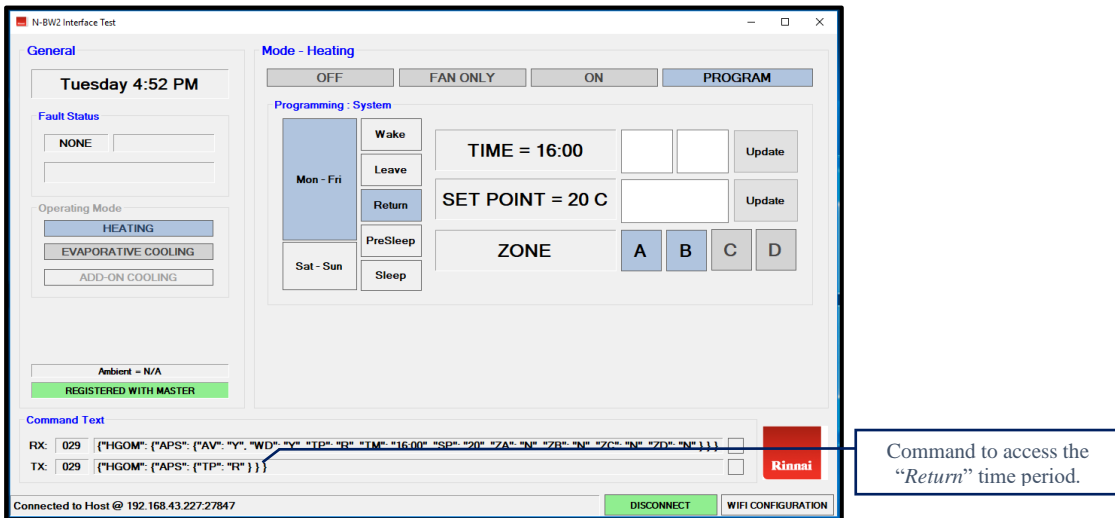 N-BW2 Interface Test
General
Tuesday 4:52 PM
Fault Status
NONE
Operating Mode
HEATING
EVAPORATIVE COOLING
ADD-ON COOLING
Ambient = N/A
REGISTERED WITH MASTER
Mode - Heating
OFF FAN ONLY ON PROGRAM
Programming : System
Mon - Fri
Sat - Sun
Wake
Leave
Return
PreSleep
Sleep
TIME = 16:00 Update
SET POINT = 20 C Update
ZONE A B C D
Command Text
RX: 029 {"HGOM": {"APS": {"AV": "Y", "WD": "Y", "TP": "R", "TM": "16:00", "SP": "20", "ZA": "N", "ZB": "N", "ZC": "N", "ZD": "N" } } }
TX: 029 {"HGOM": {"APS": {"TP": "R" } } }
Rinnai
Connected to Host @ 192.168.43.227:27847 DISCONNECT WIFI CONFIGURATION
Command to access the
“Return” time period.